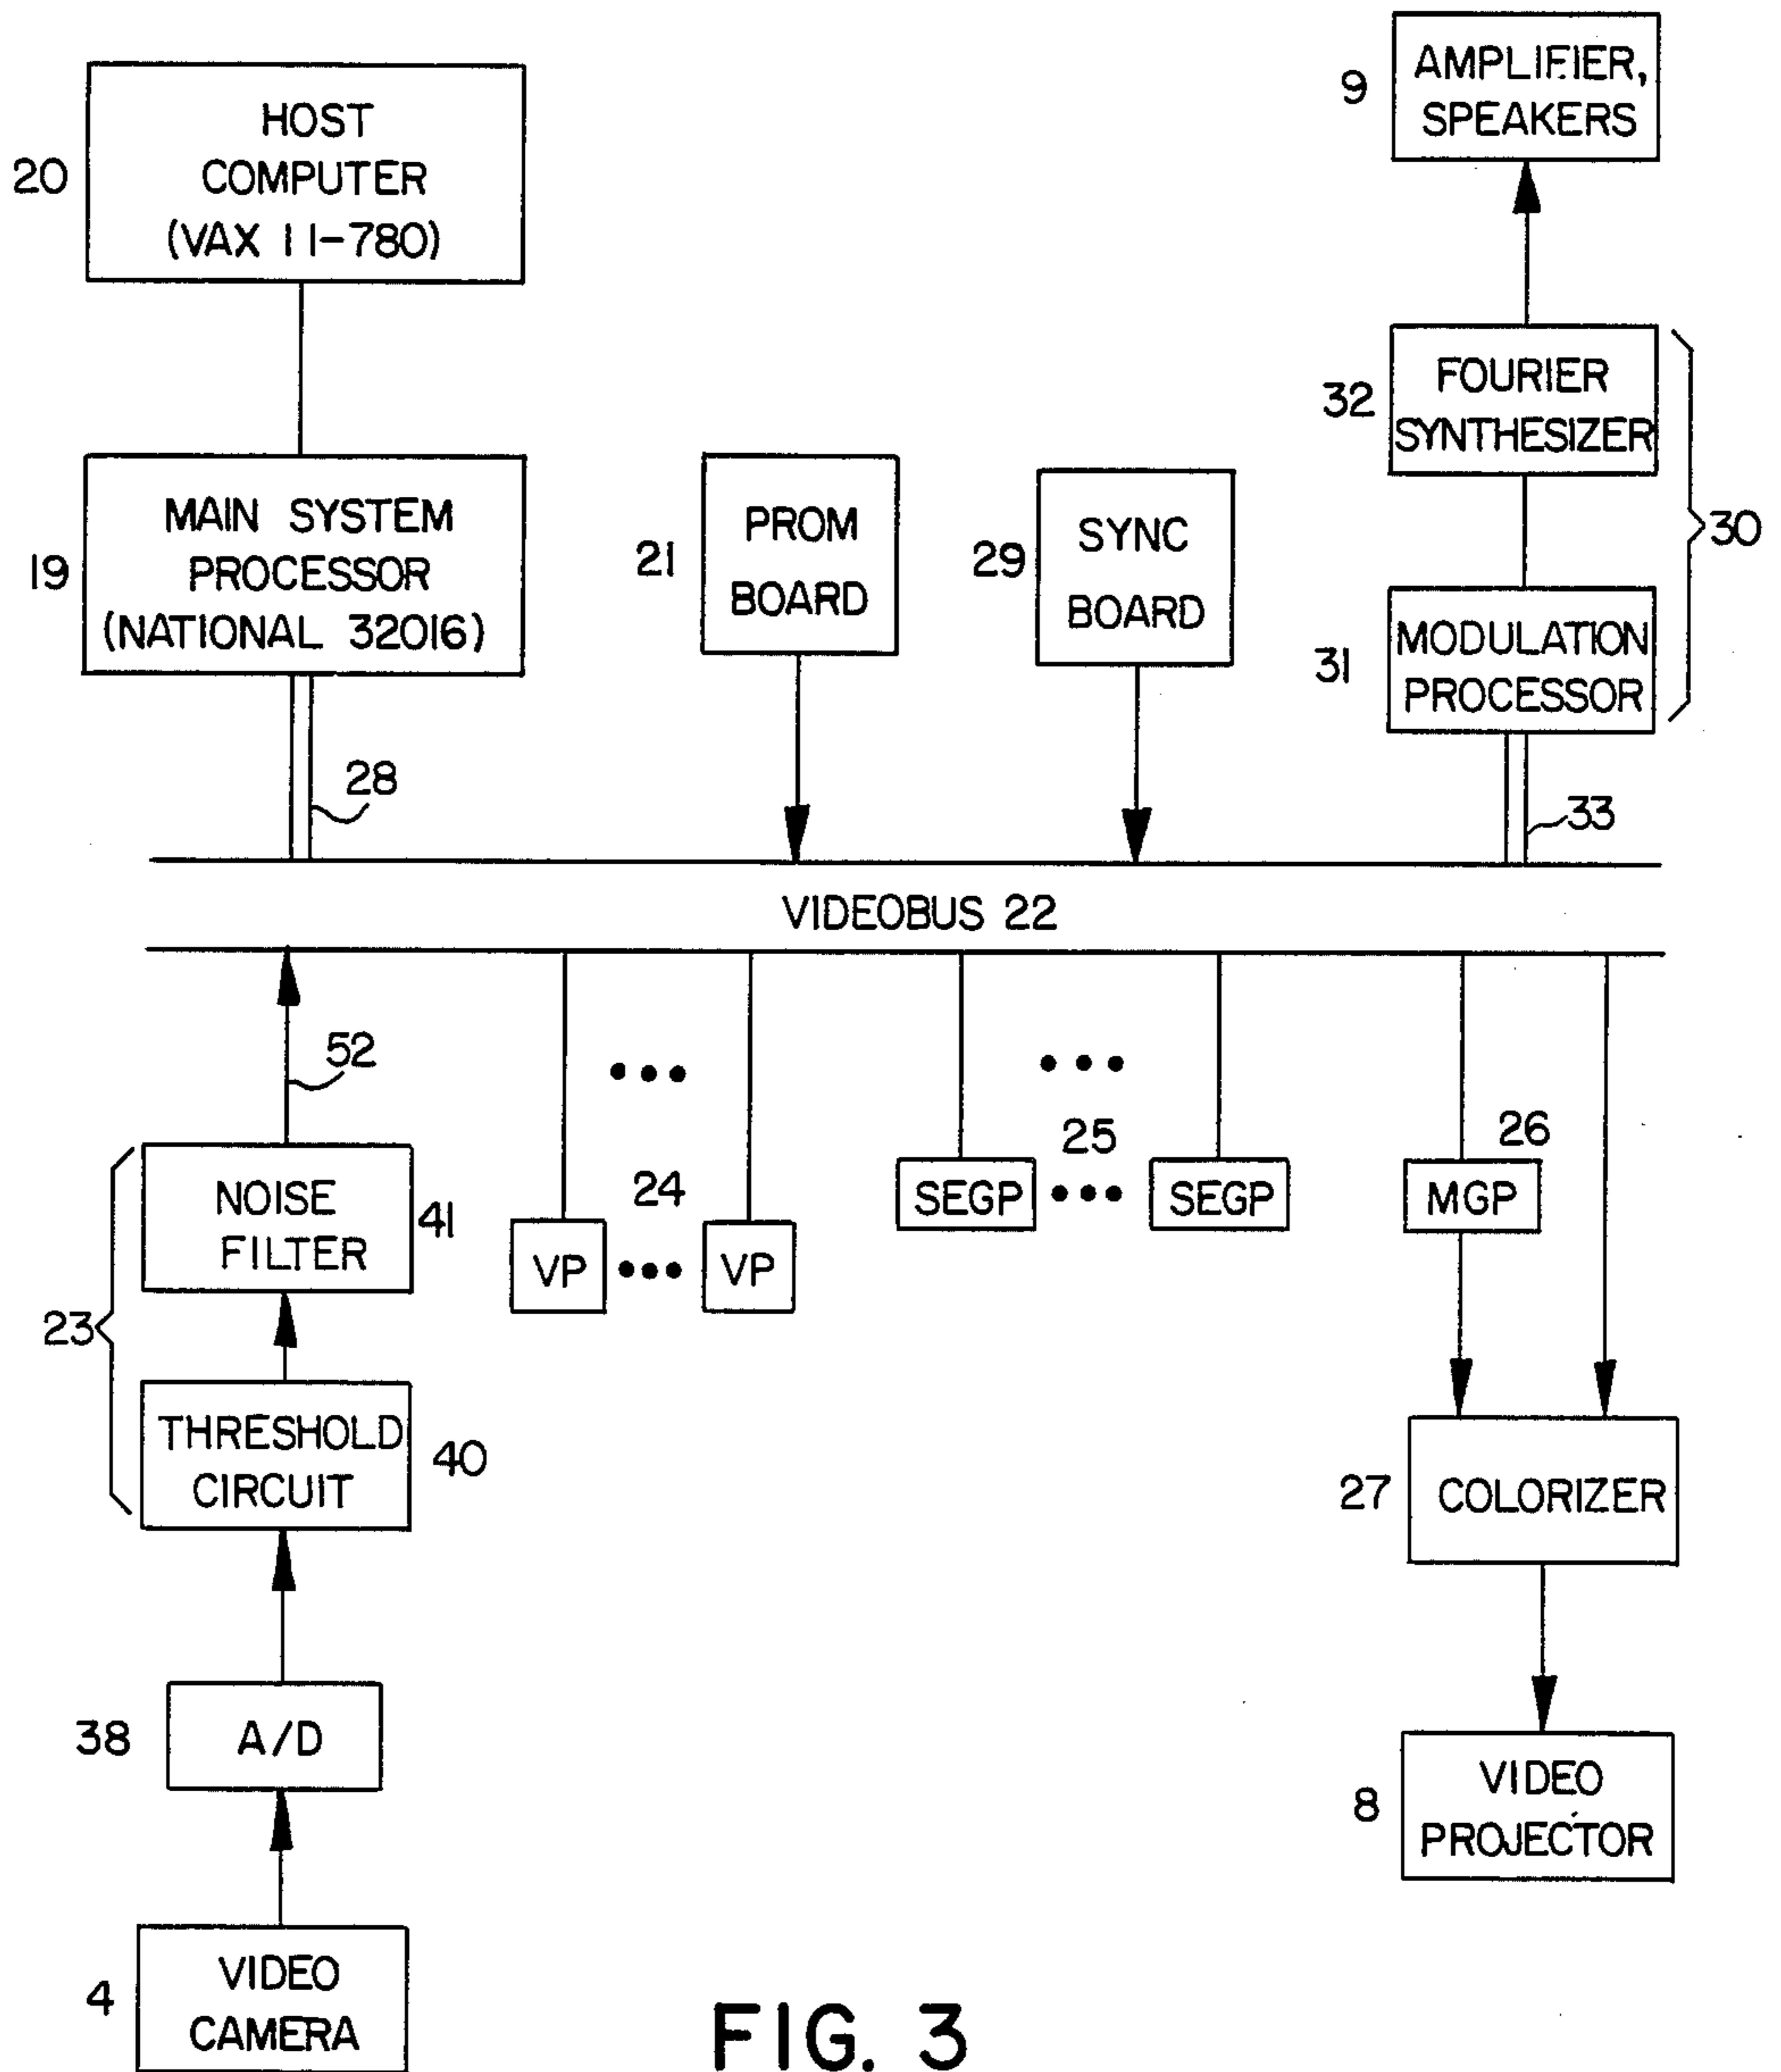 HOST
COMPUTER
(VAX 11-780)
20
MAIN SYSTEM
PROCESSOR
(NATIONAL 32016)
19
28
PROM
BOARD
21
SYNC
BOARD
29
AMPLIFIER,
SPEAKERS
9
FOURIER
SYNTHESIZER
32
30
MODULATION
PROCESSOR
31
33
VIDEOBUS 22
52
NOISE
FILTER
41
23
THRESHOLD
CIRCUIT
40
A/D
38
VIDEO
CAMERA
4
24
VP
VP
25
SEGP
SEGP
26
MGP
COLORIZER
27
VIDEO
PROJECTOR
8
FIG. 3